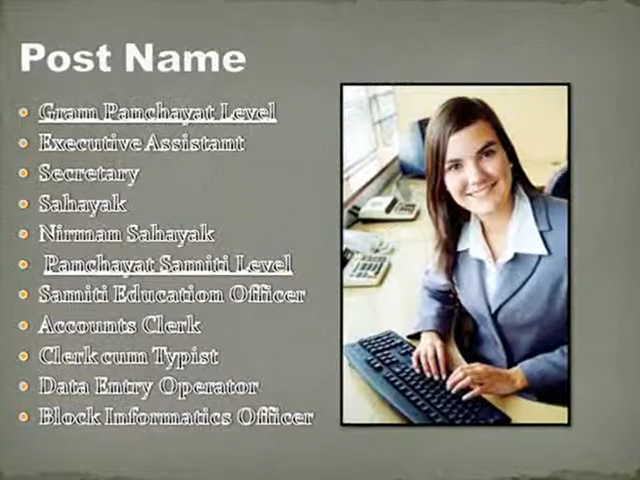 Post Name
Gram Panchayat Level
Executive Assistant
Secretary
Sahayak
Nirman Sahayak
Panchayat Samiti Level
Samiti Education Officer
Accounts Clerk
Clerk cum Typist
Data Entry Operator
Block Informatics Officer